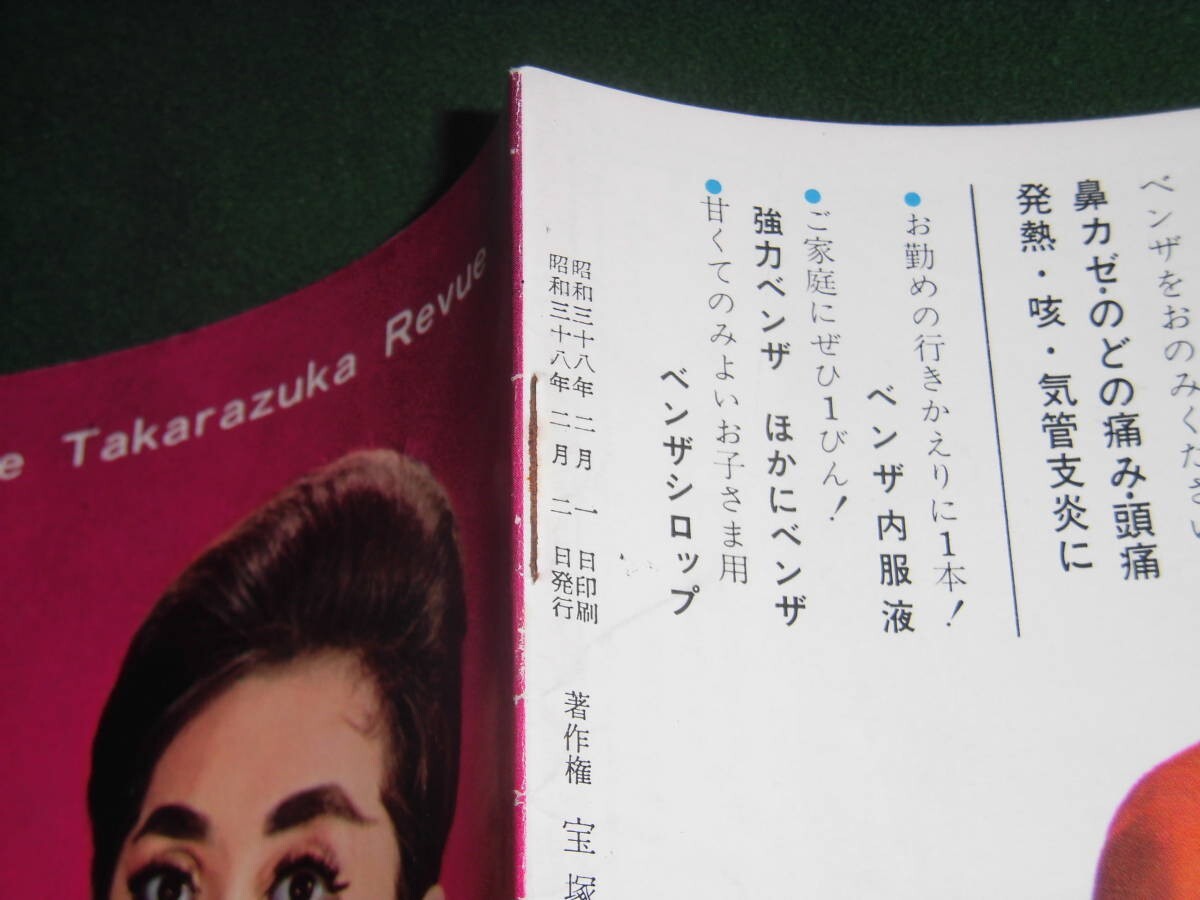 e Takarazuka Revue
ベンザをおのみください
鼻カゼ・のどの痛み・頭痛
発熱・咳・気管支炎に
●お勤めの行きかえりに1本!
ベンザ内服液
●ご家庭にぜひ1びん!
強力ベンザ ほかにベンザ
●甘くてのみよいお子さま用
ベンザシロップ
昭和三十八年 二月 一 日印刷
昭和三十八年 二月 二 日発行
著作権 宝塚